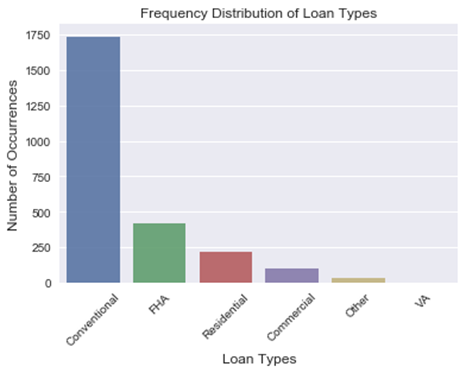 Frequency Distribution of Loan Types
Number of Occurrences
1750
1500
1250
1000
750
500
250
0
Conventional
FHA
Residential
Commercial
Other
VA
Loan Types